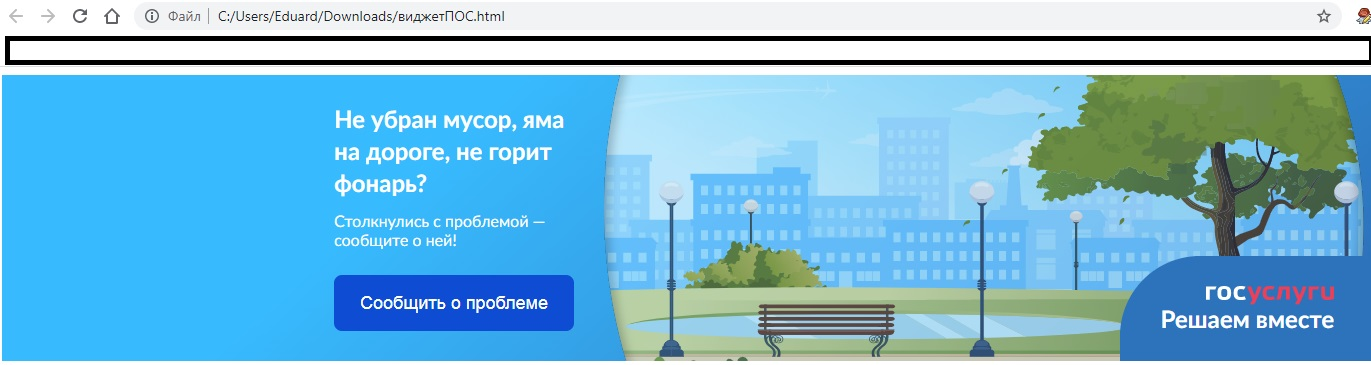 Файл C:/Users/Eduard/Downloads/виджетПОС.html
Не убран мусор, яма
на дороге, не горит
фонарь?
Столкнулись с проблемой —
сообщите о ней!
Сообщить о проблеме
госуслуги
Решаем вместе